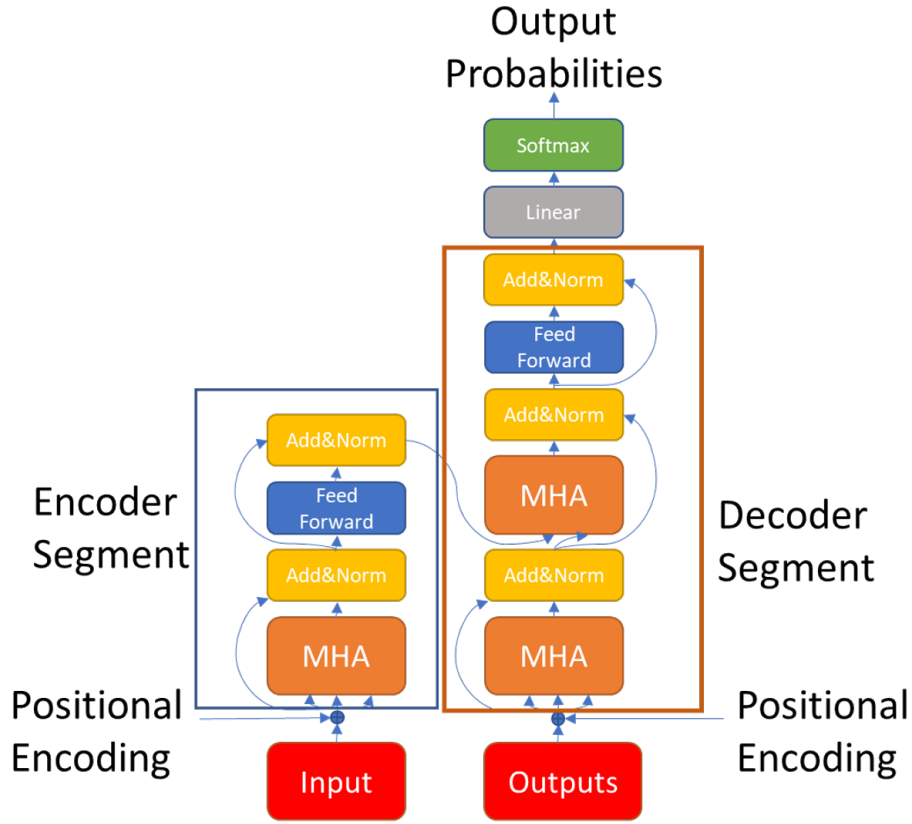 Output
Probabilities
Softmax
Linear
Add&Norm
Feed
Forward
Add&Norm
MHA
Add&Norm
MHA
Decoder
Segment
Add&Norm
Feed
Forward
Add&Norm
MHA
Encoder
Segment
Positional
Encoding
Input
Outputs
Positional
Encoding